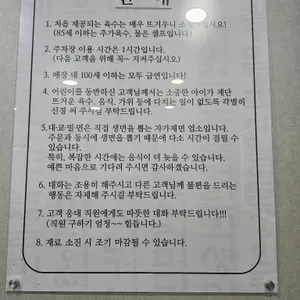 안 내
1. 처음 제공되는 육수는 매우 뜨거우니 조심하십시요!
(85세 이하는 추가육수, 물은 셀프입니다)
2. 주차장 이용 시간은 1시간입니다.
(다음 고객을 위해 꼭~ 지켜주십시오)
3. 매장 내 100세 이하는 모두 금연입니다!
4. 어린이를 동반하신 고객님께서는 소중한 아이가 계단
뜨거운 육수, 음식, 가위 등에 다치는 일이 없도록 각별히
신경 써 주시길 부탁드립니다.
5. 대·교·밀·면은 직접 생면을 뽑는 자가제면 업소입니다.
주문과 동시에 생면을 뽑기 때문에 다소 시간이 걸릴 수
있습니다.
특히, 복잡한 시간에는 음식이 더 늦을 수 있습니다.
예쁜 마음으로 기다려 주시면 감사하겠습니다.
6. 대화는 조용히 해주시고 다른 고객님께 불편을 드리는
행동은 자제해 주시길 부탁드립니다.
7. 고객 응대 직원에게도 따뜻한 대화 부탁드립니다!!!
(직원 구하기 엄청~~ 힘듭니다.)
8. 재료 소진 시 조기 마감될 수 있습니다.